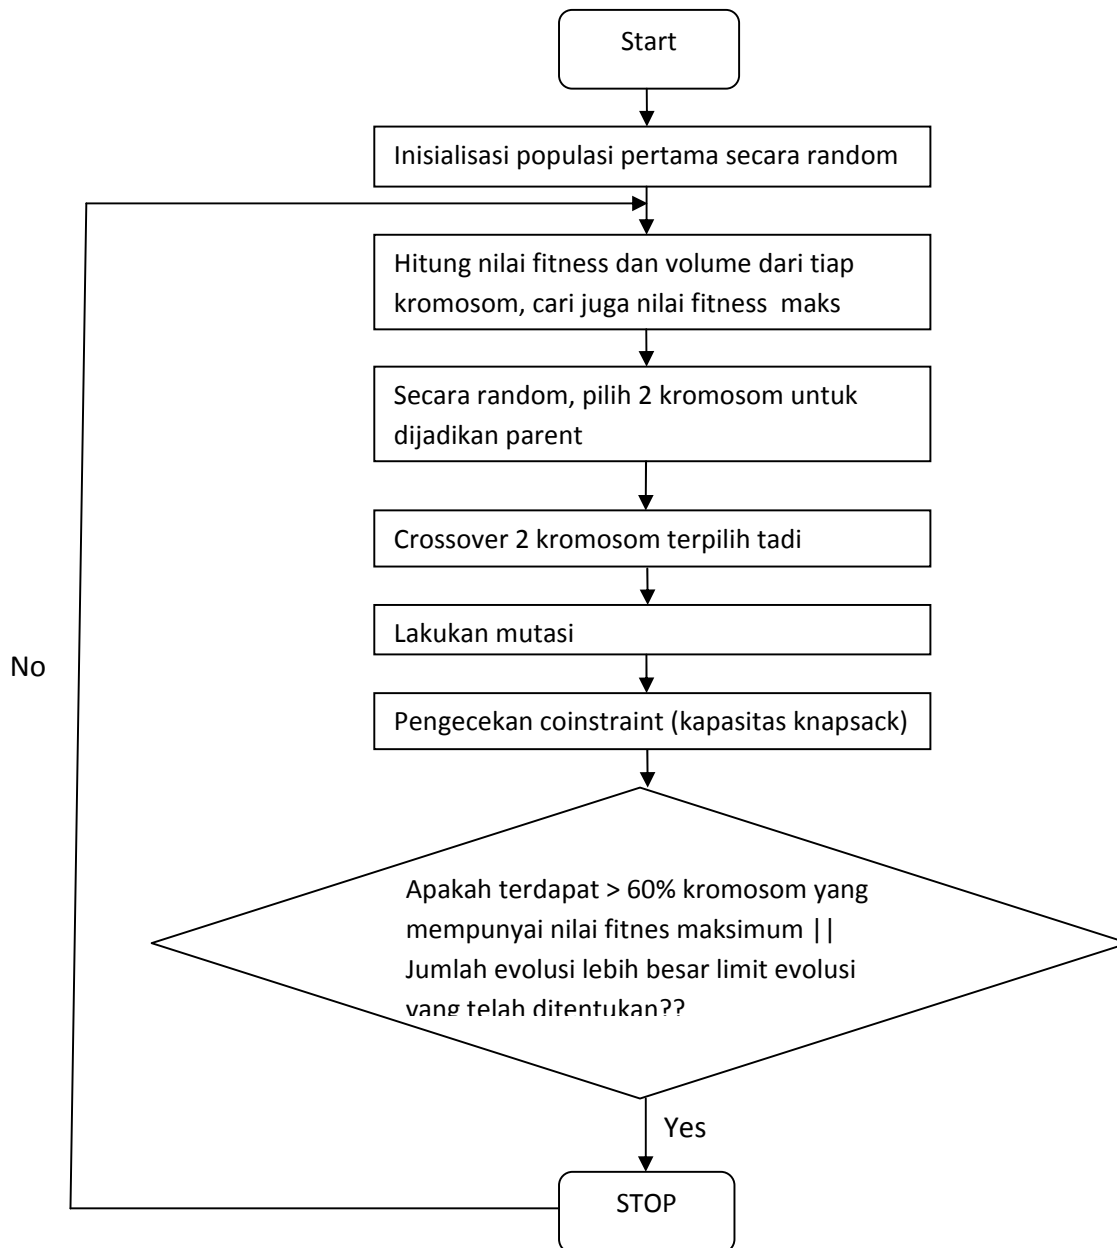 Start
Inisialisasi populasi pertama secara random
Hitung nilai fitness dan volume dari tiap
kromosom, cari juga nilai fitness  maks
Secara random, pilih 2 kromosom untuk
dijadikan parent
Crossover 2 kromosom terpilih tadi
Lakukan mutasi
No
Pengecekan coinstraint (kapasitas knapsack)
Apakah terdapat > 60% kromosom yang
mempunyai nilai fitnes maksimum ||
Jumlah evolusi lebih besar limit evolusi
yang telah ditentukan??
Yes
STOP